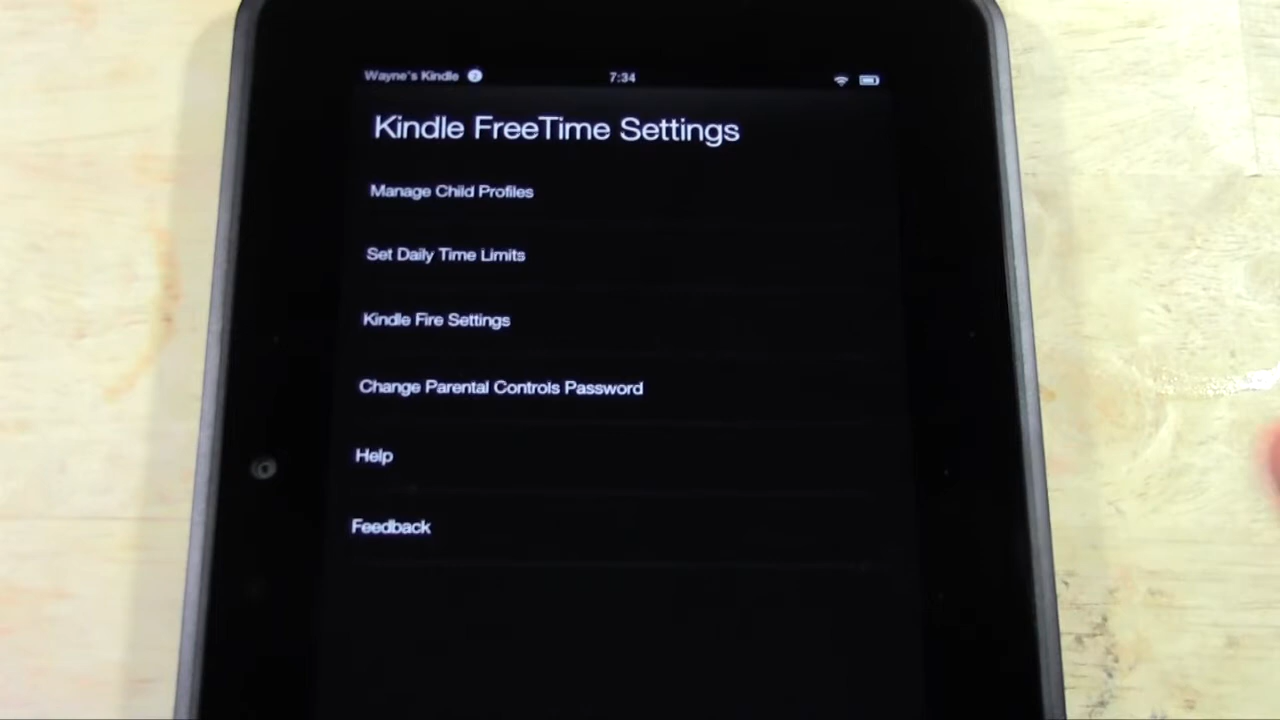 Wayne's Kindle 2 7:34
Kindle FreeTime Settings
Manage Child Profiles
Set Daily Time Limits
Kindle Fire Settings
Change Parental Controls Password
Help
Feedback